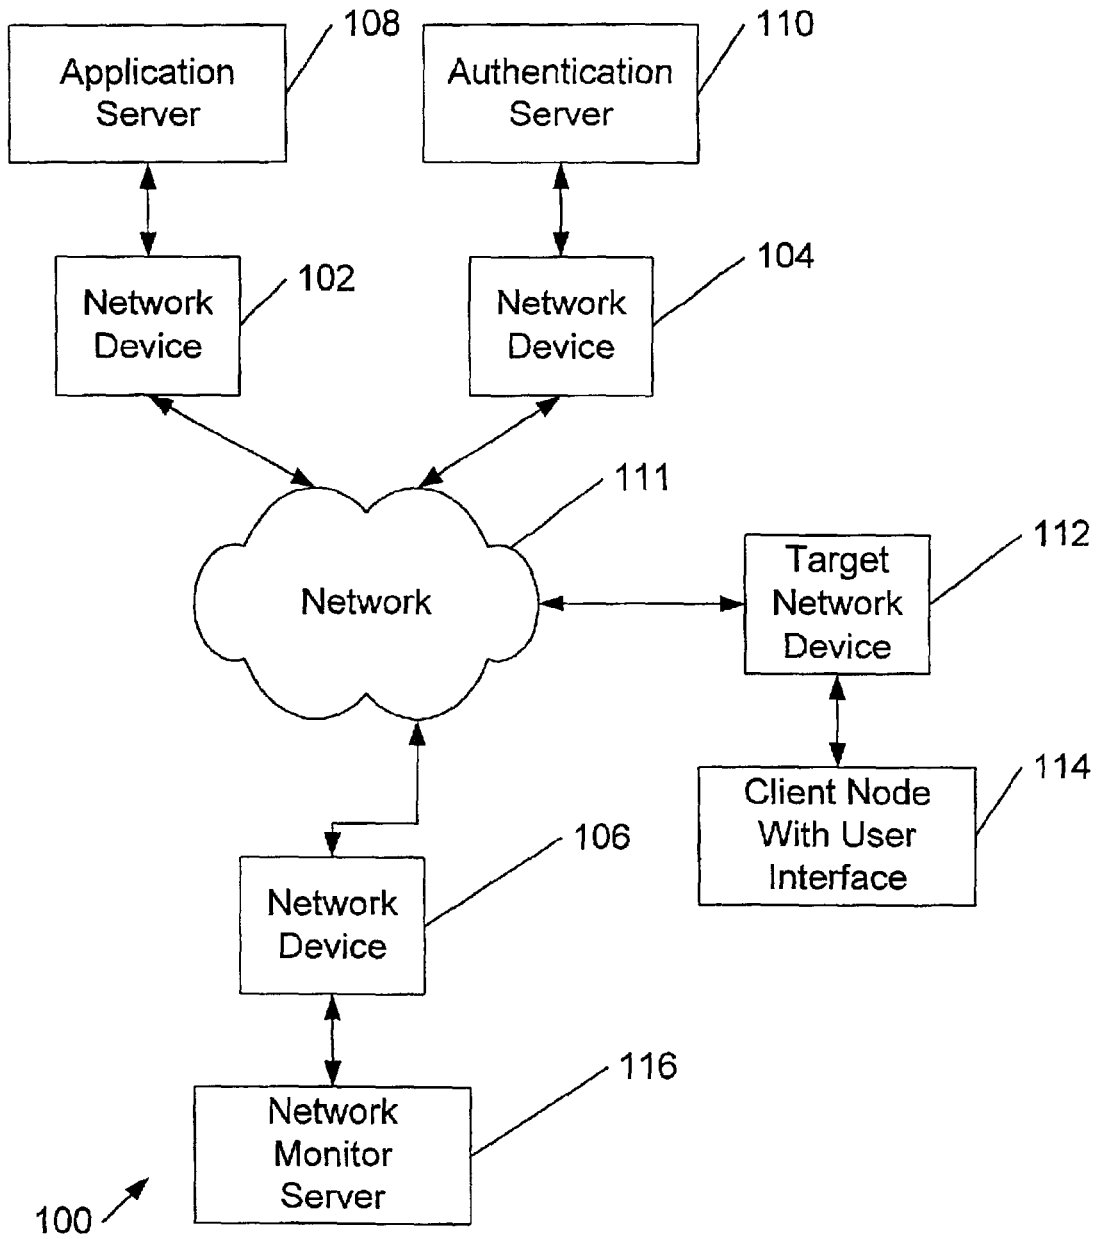 108
110
Application
Server
Authentication
Server
102
104
Network
Device
Network
Device
111
112
Network
Target
Network
Device
114
Client Node
With User
Interface
106
Network
Device
116
Network
Monitor
Server
100